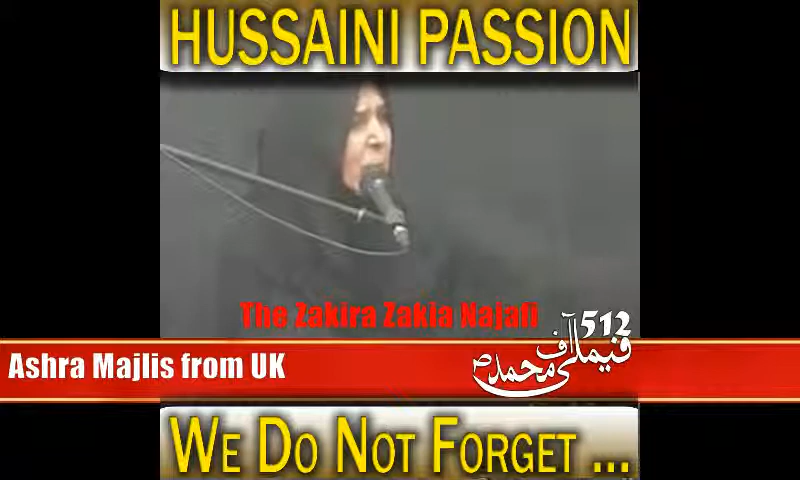 HUSSAINI PASSION
The Zakira Zakia Najafi
512
فیملی آف محمدؐ
Ashra Majlis from UK
WE DO NOT FORGET ...